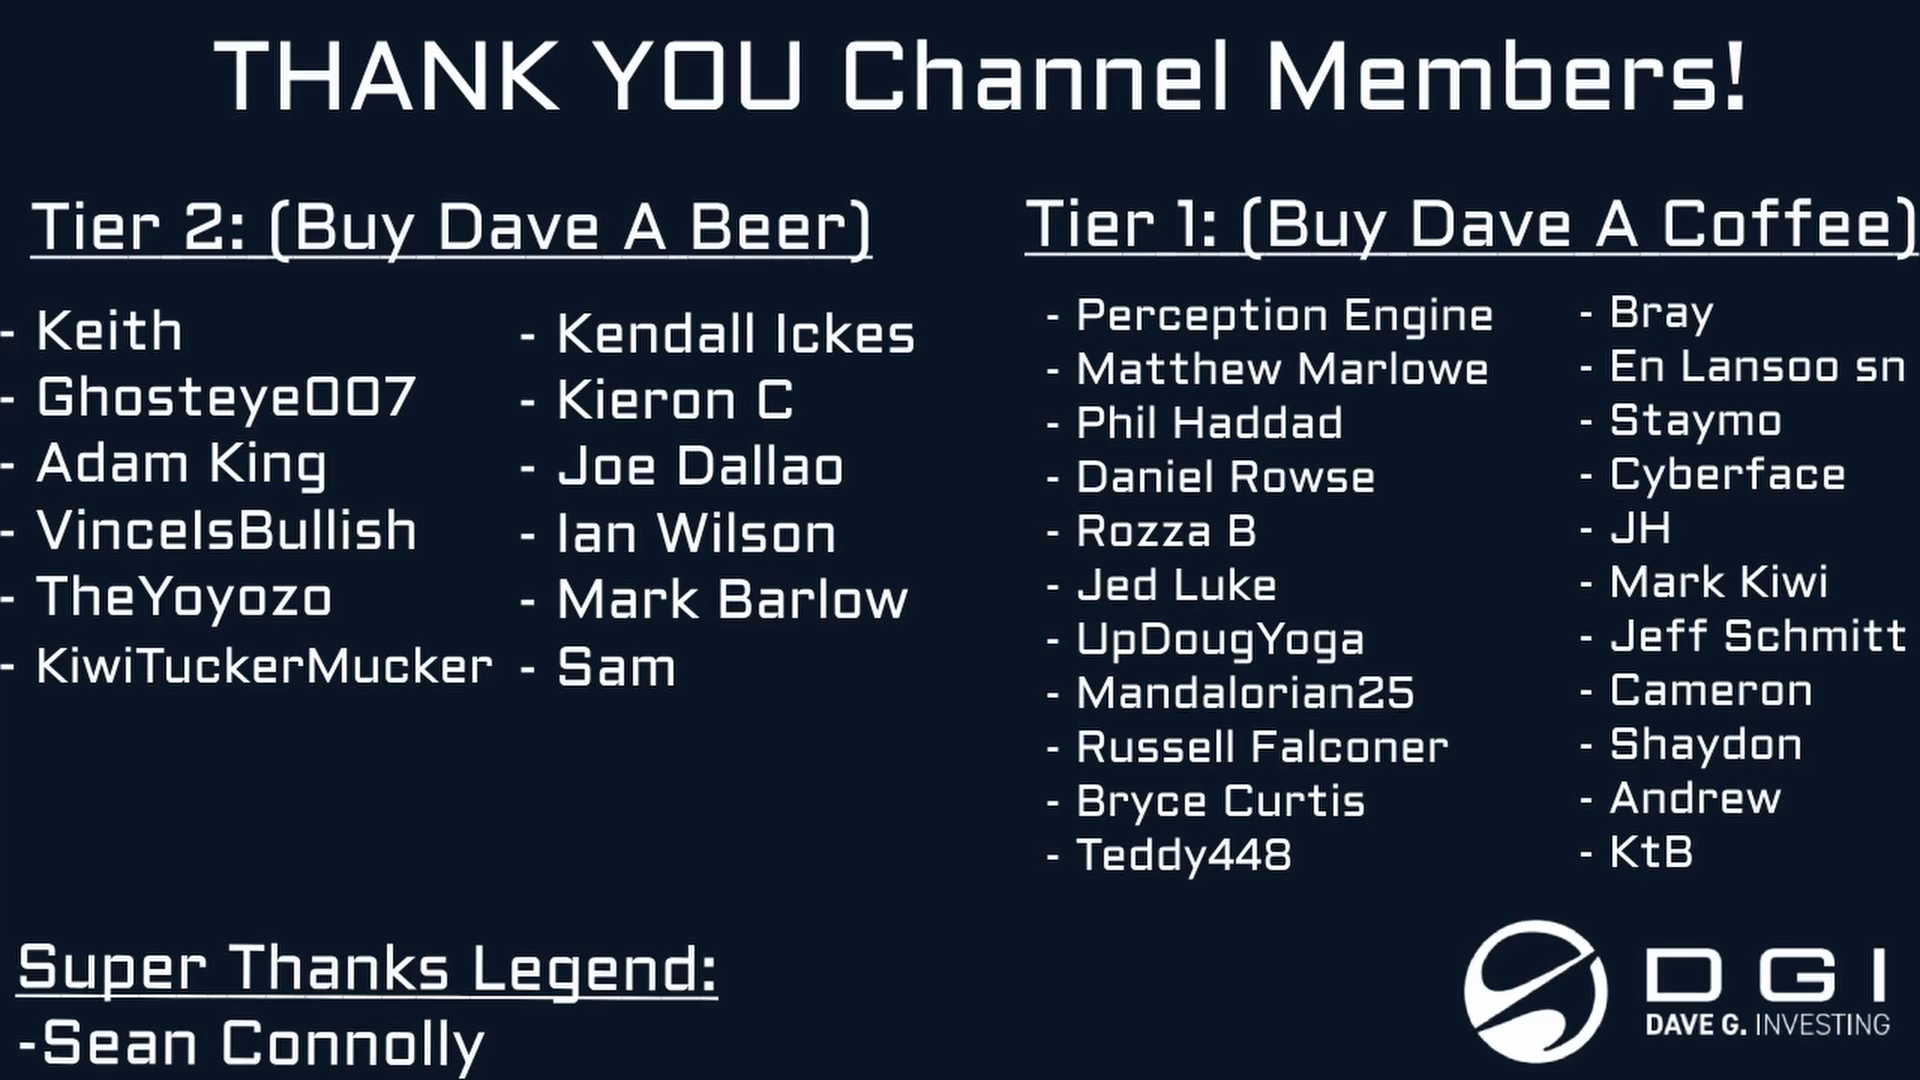 THANK YOU Channel Members!
Tier 2: (Buy Dave A Beer)
- Keith
- Ghosteye007
- Adam King
- VinceIsBullish
- TheYoyozo
- KiwiTuckerMucker
- Kendall Ickes
- Kieron C
- Joe Dallao
- Ian Wilson
- Mark Barlow
- Sam
Tier 1: (Buy Dave A Coffee)
- Perception Engine
- Matthew Marlowe
- Phil Haddad
- Daniel Rowse
- Rozza B
- Jed Luke
- UpDougYoga
- Mandalorian25
- Russell Falconer
- Bryce Curtis
- Teddy448
- Bray
- En Lansoo sn
- Staymo
- Cyberface
- JH
- Mark Kiwi
- Jeff Schmitt
- Cameron
- Shaydon
- Andrew
- KtB
Super Thanks Legend:
-Sean Connolly
DGI
DAVE G. INVESTING